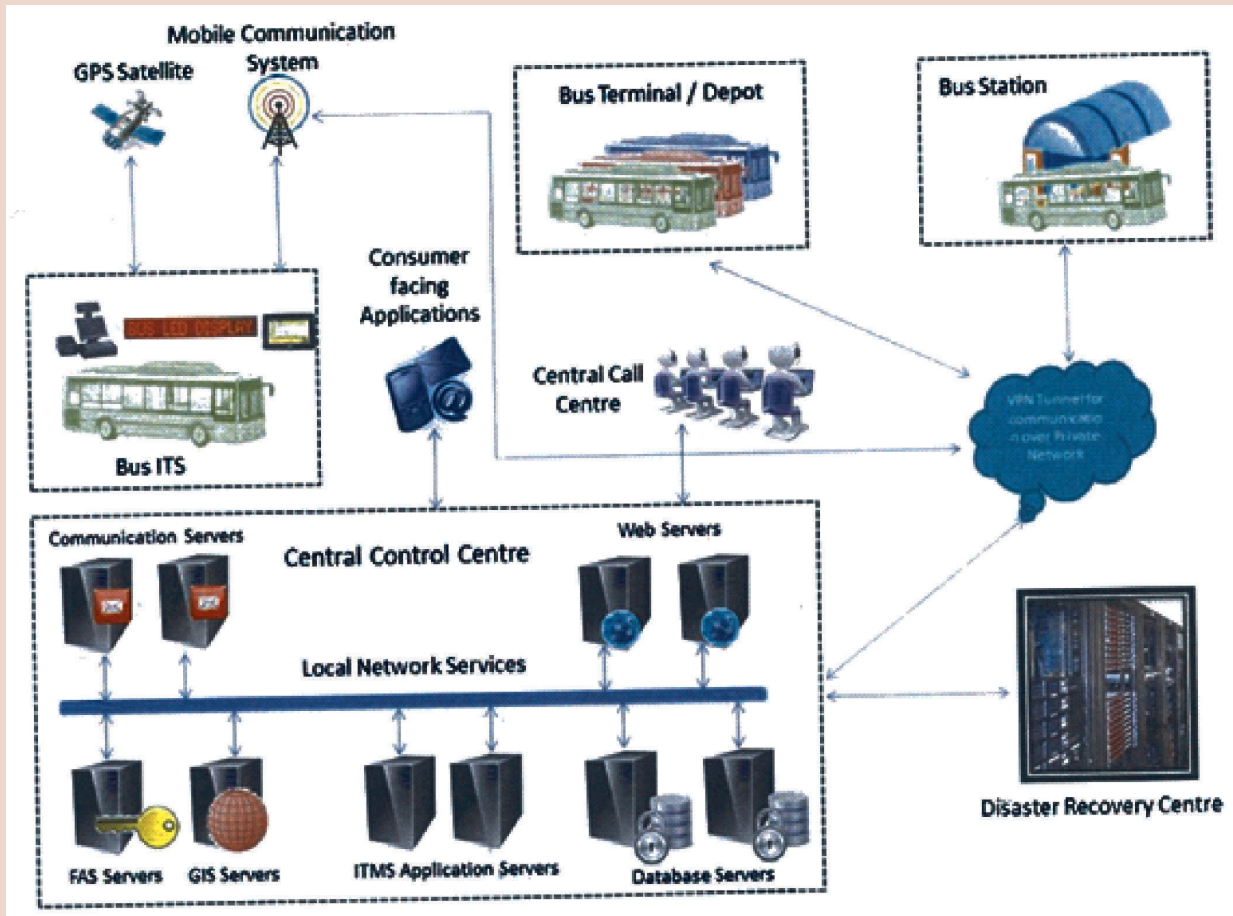 Mobile Communication
System
GPS Satellite
Bus Terminal / Depot
Bus Station
Consumer
facing
Applications
BUS LED DISPLAY
Central Call
Centre
VPN Tunnel for
communicatio
n over Private
Network
Bus ITS
Communication Servers
Central Control Centre
Web Servers
Local Network Services
Disaster Recovery Centre
FAS Servers
GIS Servers
ITMS Application Servers
Database Servers